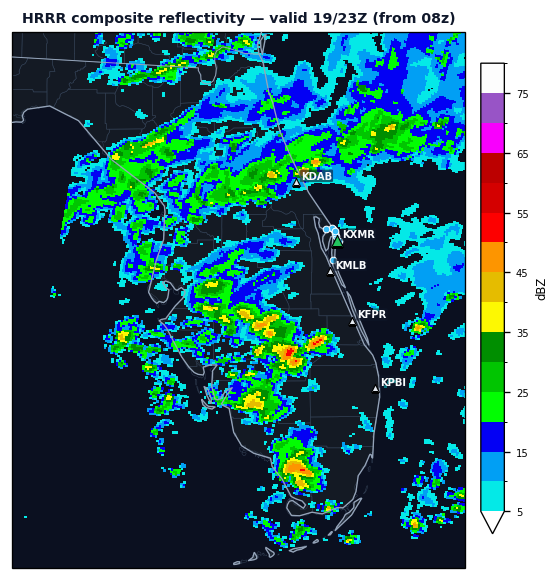 HRRR composite reflectivity — valid 19/23Z (from 08z)
75
65
55
45
35
25
15
5
dBZ
KDAB
KXMR
KMLB
KFPR
KPBI